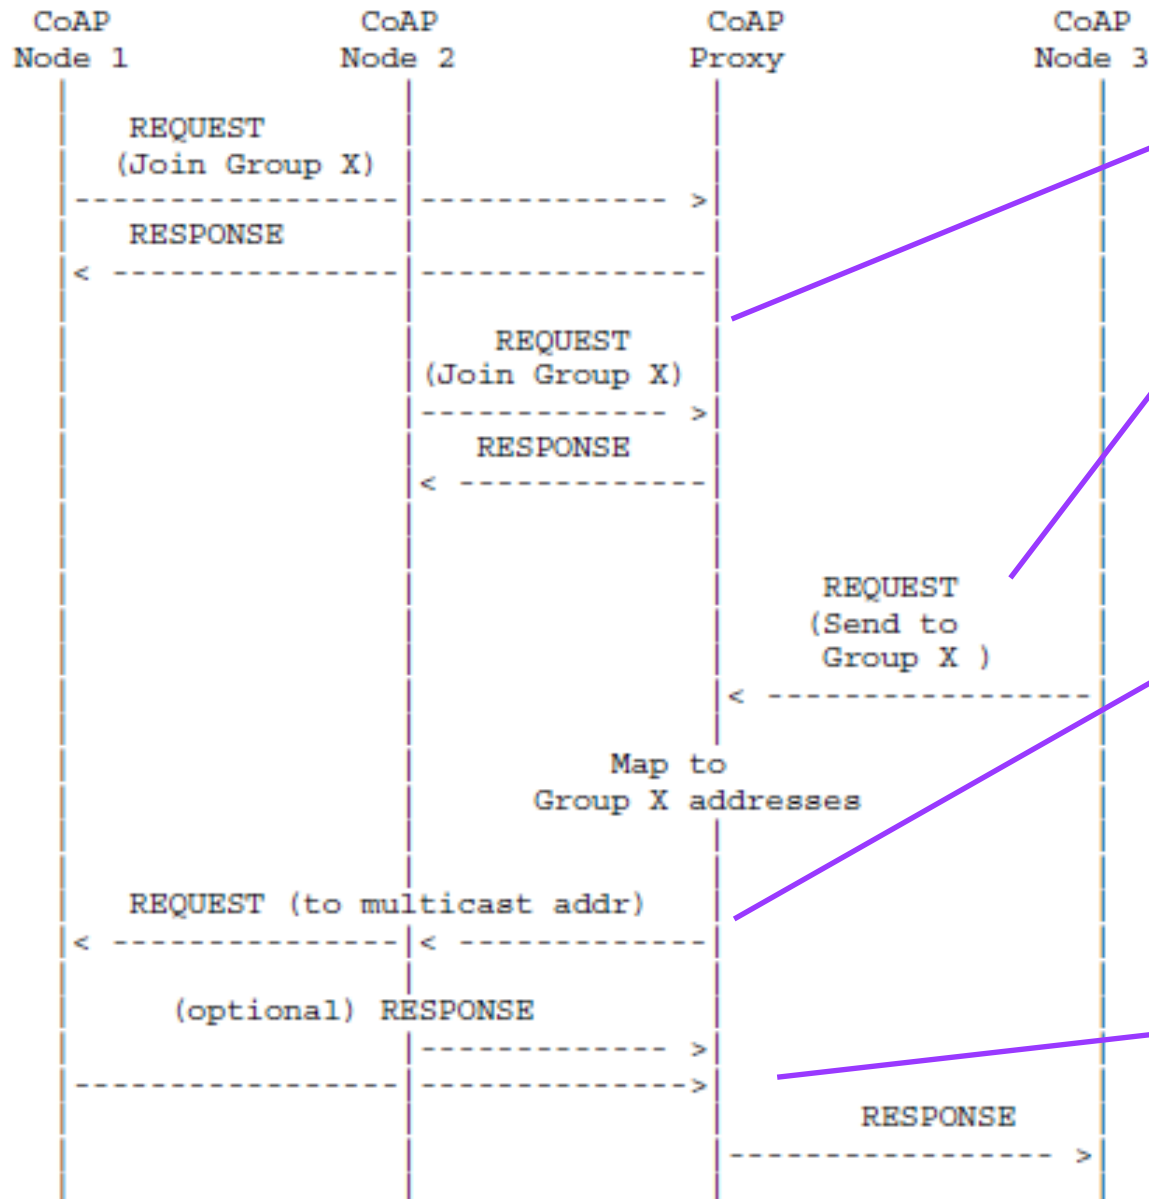 CoAP CoAP CoAP CoAP
Node 1 Node 2 Proxy Node 3
REQUEST
(Join Group X)
RESPONSE
REQUEST
(Join Group X)
RESPONSE
REQUEST
(Send to
Group X )
Map to
Group X addresses
REQUEST (to multicast addr)
(optional) RESPONSE
RESPONSE